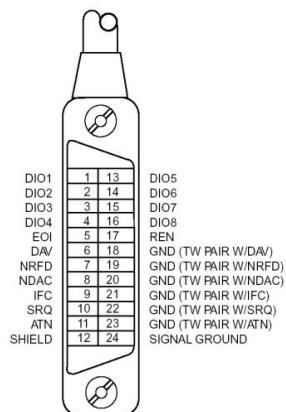 DIO1 1 13 DIO5
DIO2 2 14 DIO6
DIO3 3 15 DIO7
DIO4 4 16 DIO8
EOI 5 17 REN
DAV 6 18 GND (TW PAIR W/DAV)
NRFD 7 19 GND (TW PAIR W/NRFD)
NDAC 8 20 GND (TW PAIR W/NDAC)
IFC 9 21 GND (TW PAIR W/IFC)
SRQ 10 22 GND (TW PAIR W/SRQ)
ATN 11 23 GND (TW PAIR W/ATN)
SHIELD 12 24 SIGNAL GROUND